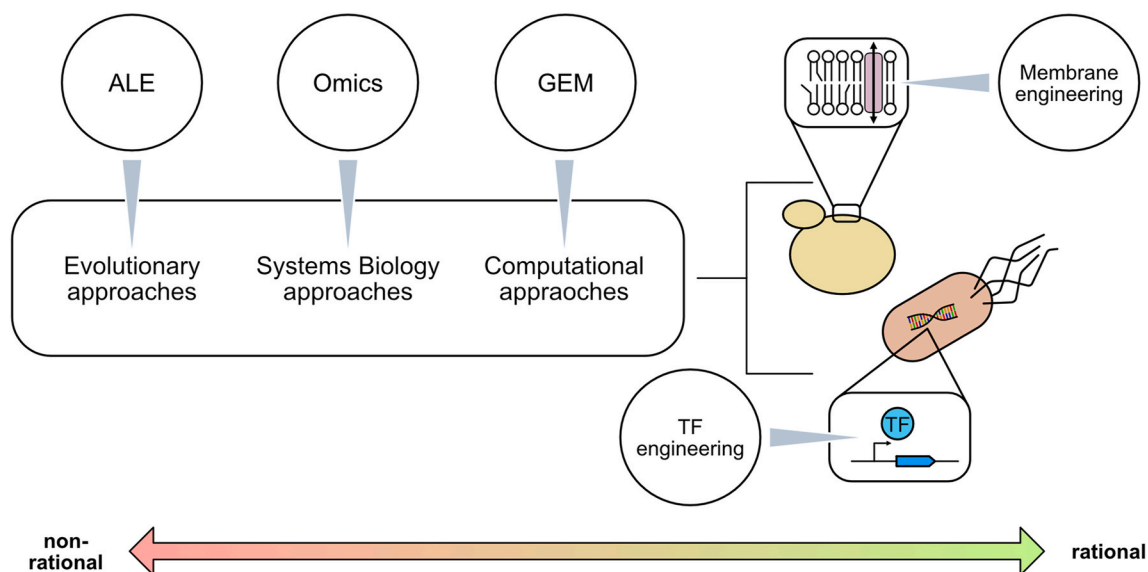 ALE
Omics
GEM
Membrane
engineering
Evolutionary
approaches
Systems Biology
approaches
Computational
appraoches
TF
engineering
TF
non-
rational
rational